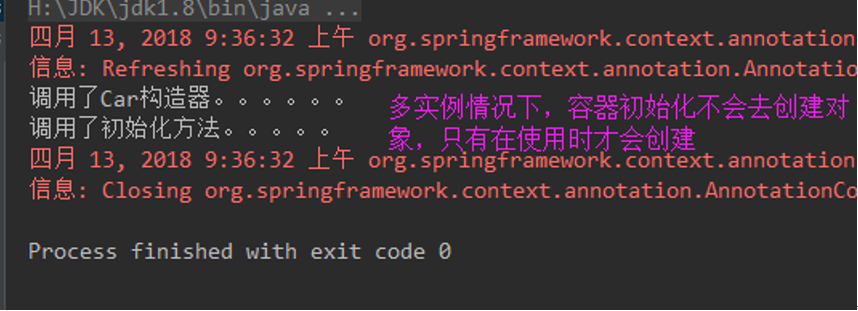 H:\JDK\jdk1.8\bin\java ...
四月 13, 2018 9:36:32 上午 org.springframework.context.annotation
信息: Refreshing org.springframework.context.annotation.Annotatio
调用了Car构造器。。。。。。
多实例情况下，容器初始化不会去创建对
调用了初始化方法。。。。。
象，只有在使用时才会创建
四月 13, 2018 9:36:32 上午 org.springframework.context.annotation
信息: Closing org.springframework.context.annotation.AnnotationCo
Process finished with exit code 0